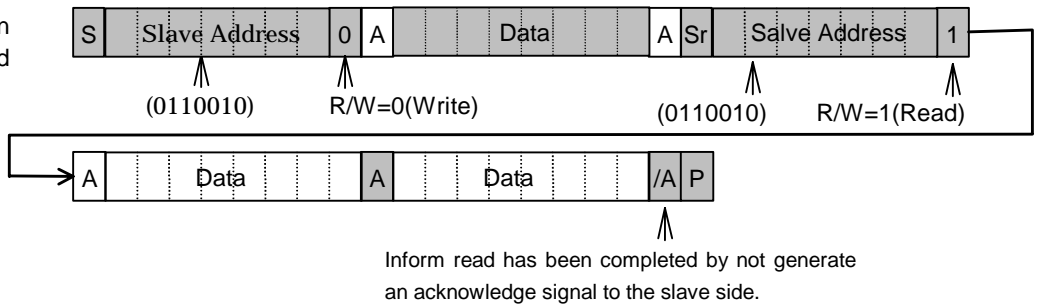 n
d
S Slave Address 0 A Data A Sr Salve Address 1
(0110010) R/W=0(Write) (0110010) R/W=1(Read)
A Data A Data /A P
Inform read has been completed by not generate
an acknowledge signal to the slave side.